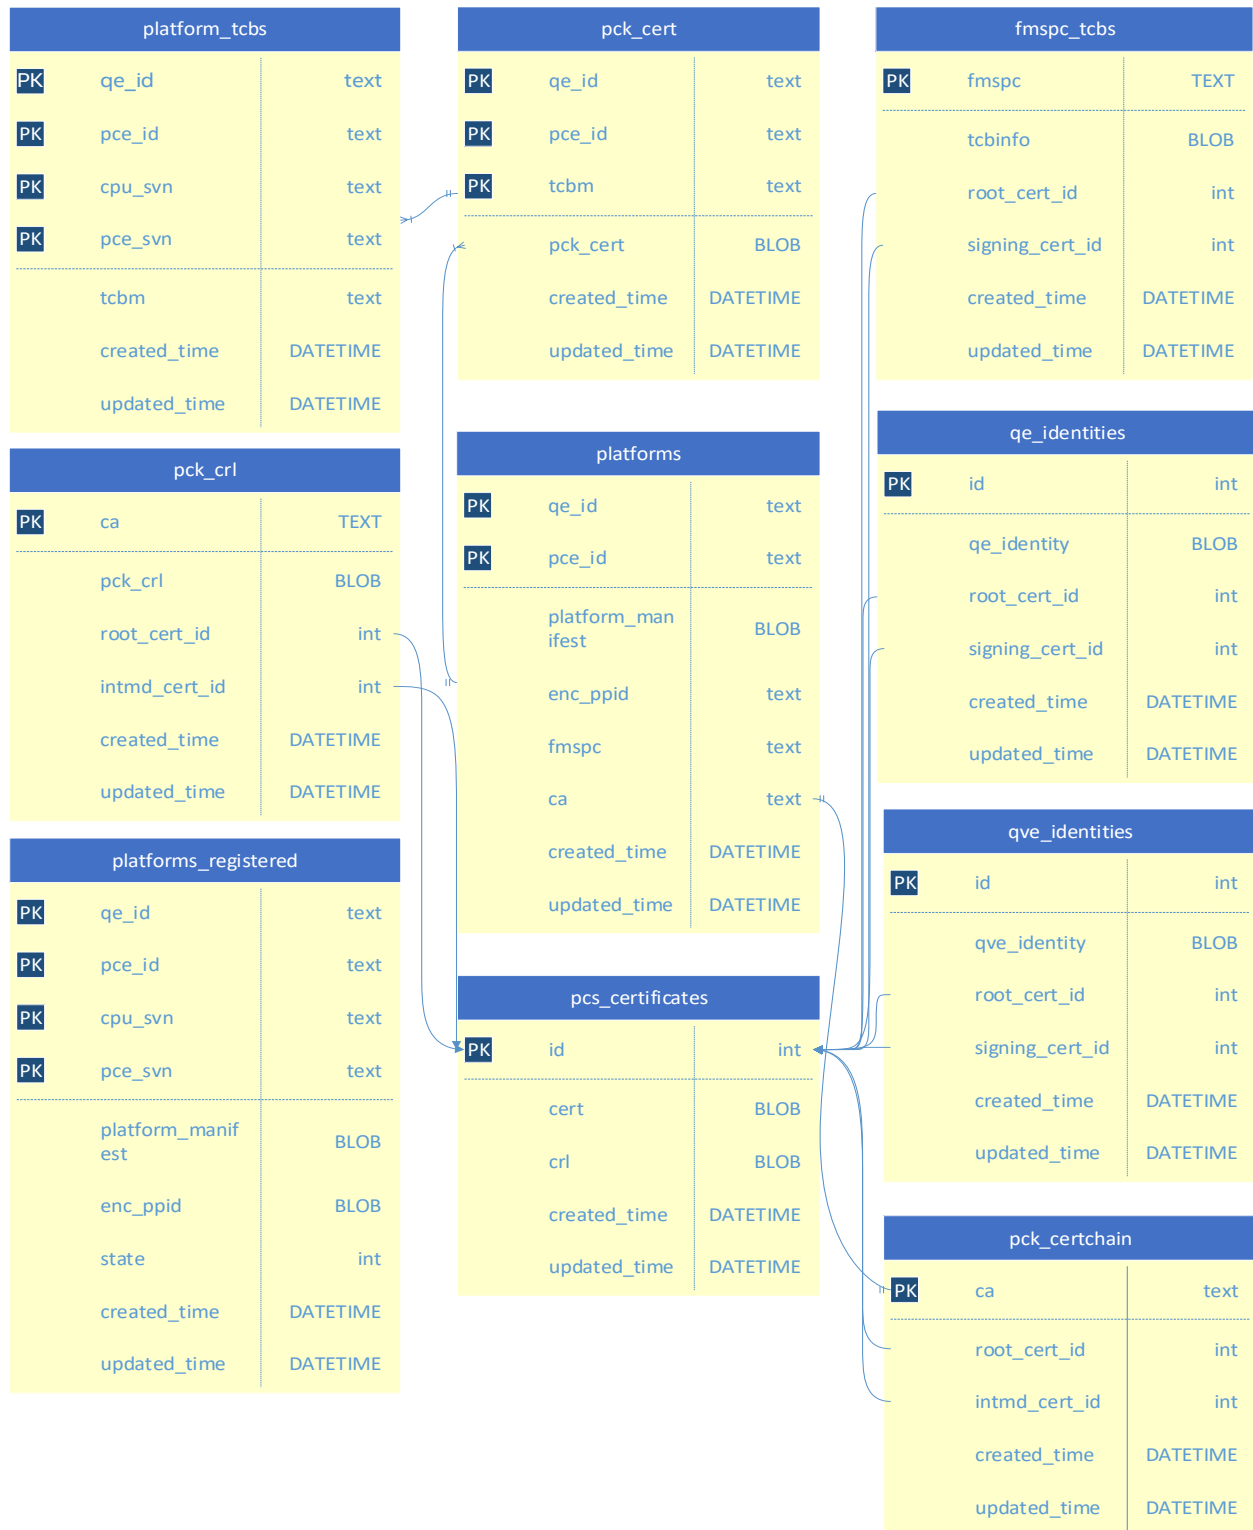 platform_tcbs
PK qe_id text
PK pce_id text
PK cpu_svn text
PK pce_svn text
tcbm text
created_time DATETIME
updated_time DATETIME
pck_crl
PK ca TEXT
pck_crl BLOB
root_cert_id int
intmd_cert_id int
created_time DATETIME
updated_time DATETIME
platforms_registered
PK qe_id text
PK pce_id text
PK cpu_svn text
PK pce_svn text
platform_manif
est BLOB
enc_ppid BLOB
state int
created_time DATETIME
updated_time DATETIME
pck_cert
PK qe_id text
PK pce_id text
PK tcbm text
pck_cert BLOB
created_time DATETIME
updated_time DATETIME
platforms
PK qe_id text
PK pce_id text
platform_man
ifest BLOB
enc_ppid text
fmspc text
ca text
created_time DATETIME
updated_time DATETIME
pcs_certificates
PK id int
cert BLOB
crl BLOB
created_time DATETIME
updated_time DATETIME
fmspc_tcbs
PK fmspc TEXT
tcbinfo BLOB
root_cert_id int
signing_cert_id int
created_time DATETIME
updated_time DATETIME
qe_identities
PK id int
qe_identity BLOB
root_cert_id int
signing_cert_id int
created_time DATETIME
updated_time DATETIME
qve_identities
PK id int
qve_identity BLOB
root_cert_id int
signing_cert_id int
created_time DATETIME
updated_time DATETIME
pck_certchain
PK ca text
root_cert_id int
intmd_cert_id int
created_time DATETIME
updated_time DATETIME